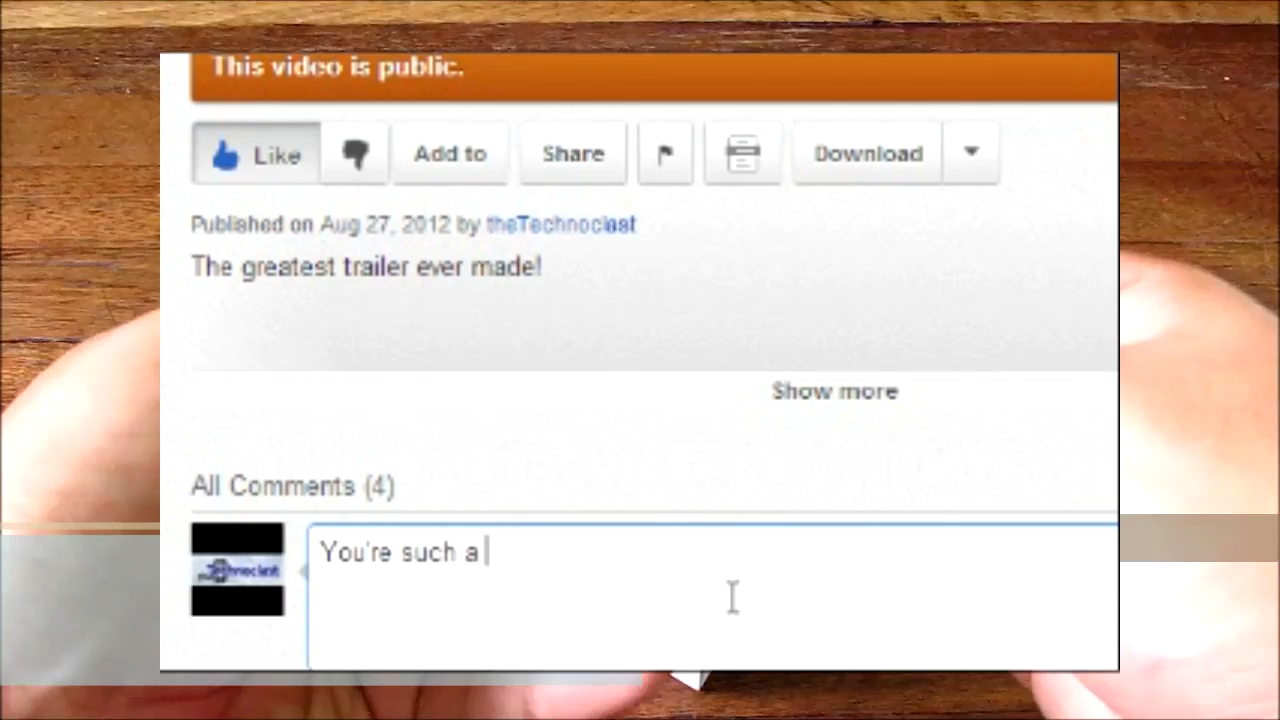 This video is public.
Like Add to Share Download
Published on Aug 27, 2012 by theTechnoclast
The greatest trailer ever made!
Show more
All Comments (4)
You're such a